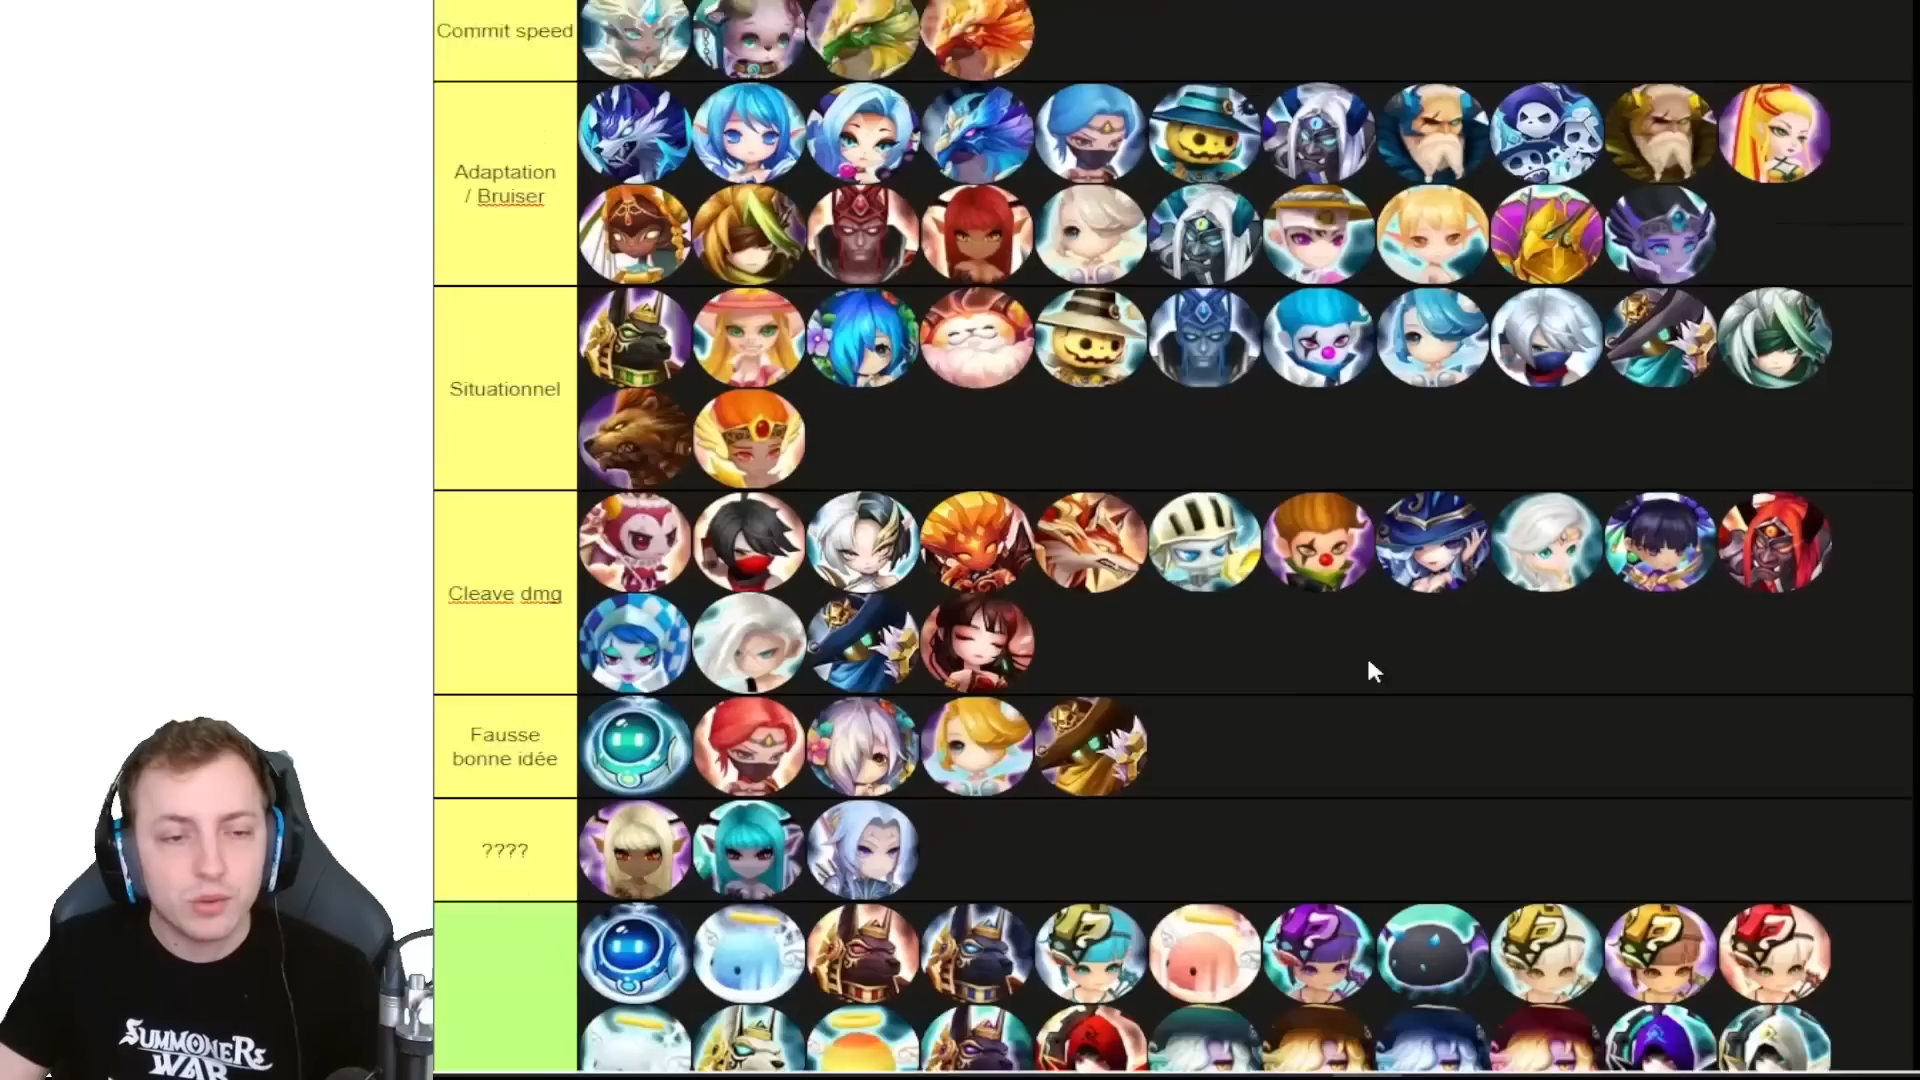 Commit speed
Adaptation
/ Bruiser
Situationnel
Cleave dmg
Fausse
bonne idée
????
SUMMONERS
WAR